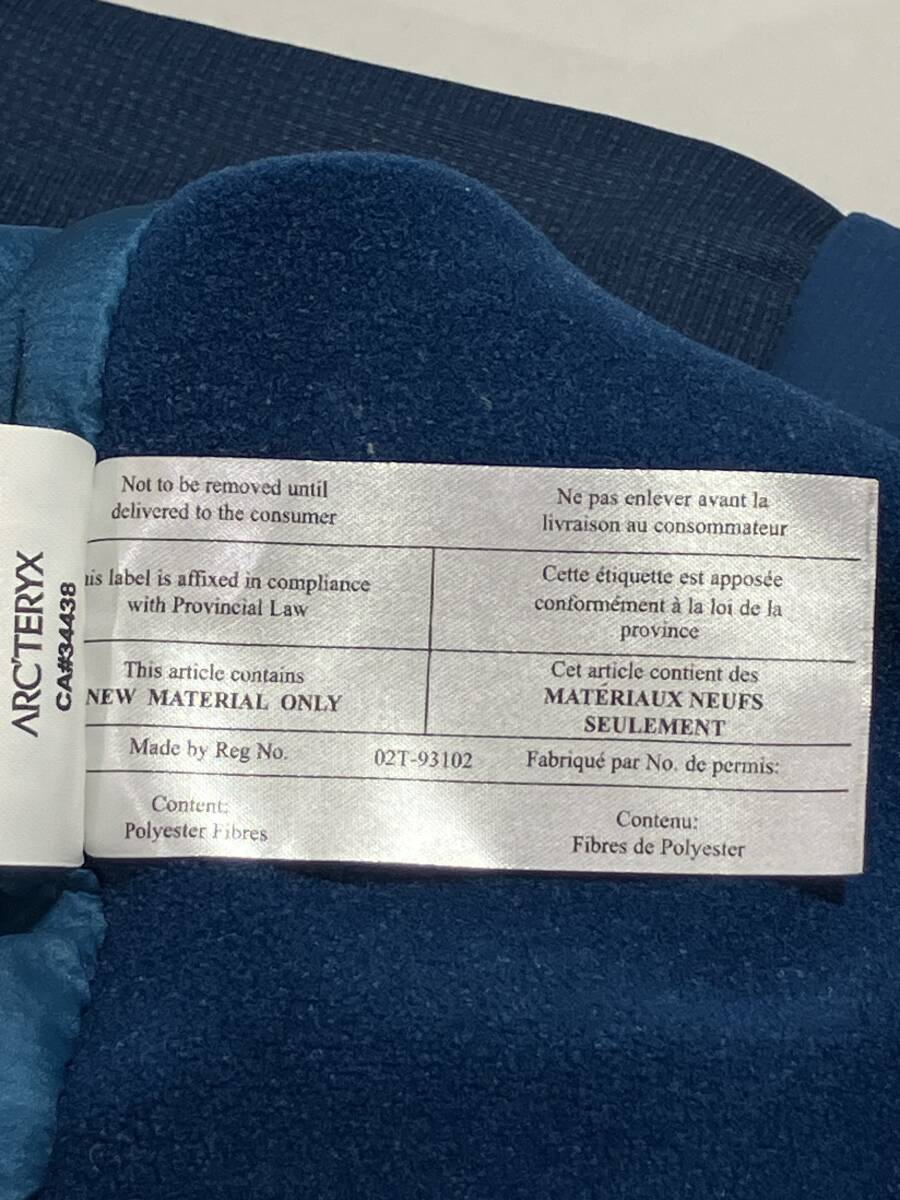 ARC'TERYX
CA#34438
Not to be removed until
delivered to the consumer
Ne pas enlever avant la
livraison au consommateur
is label is affixed in compliance
with Provincial Law
Cette étiquette est apposée
conformément à la loi de la
province
This article contains
NEW MATERIAL ONLY
Cet article contient des
MATÉRIAUX NEUFS
SEULEMENT
Made by Reg No.
02T-93102
Fabriqué par No. de permis:
Content:
Polyester Fibres
Contenu:
Fibres de Polyester